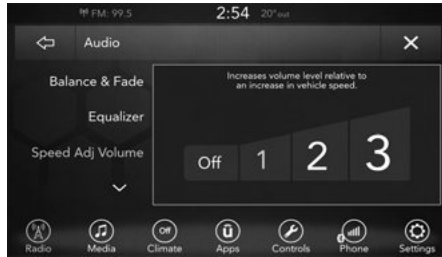 FM: 99.5 2:54 20° out
Audio
Balance & Fade
Increases volume level relative to
an increase in vehicle speed.
Equalizer
Speed Adj Volume
Off 1 2 3
Off
Radio Media Climate Apps Controls Phone Settings